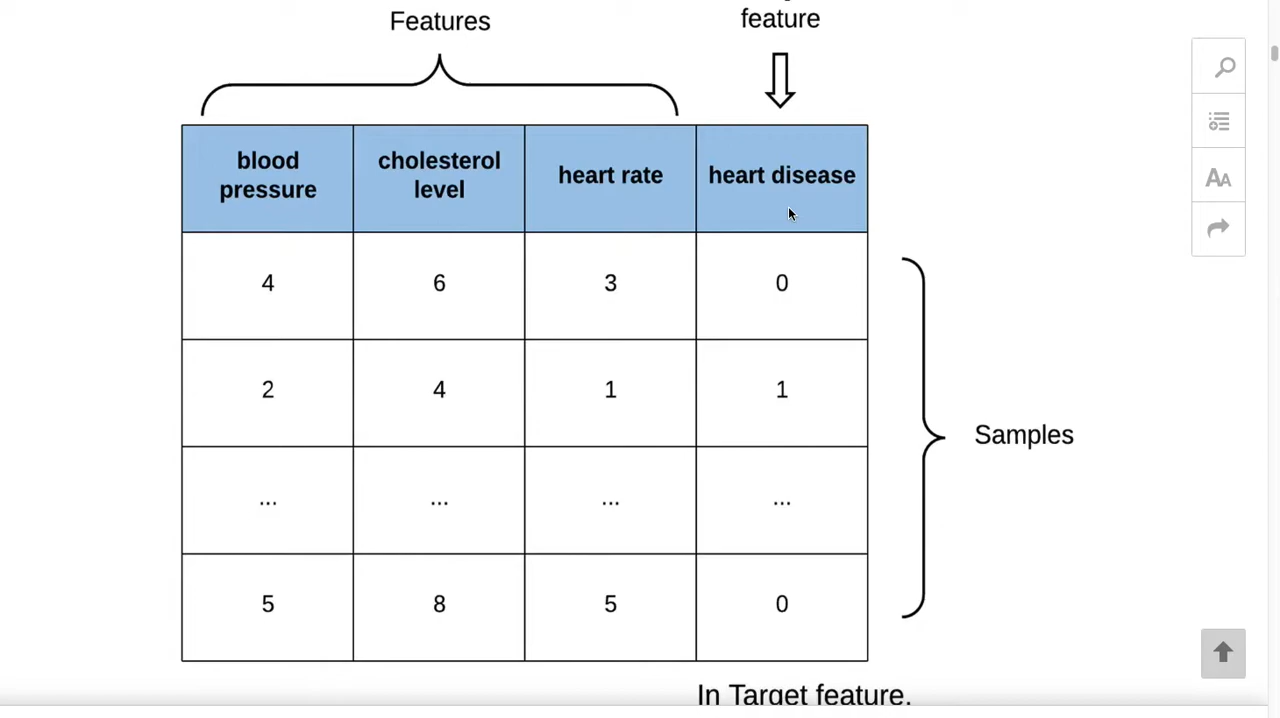 Features
feature
blood
pressure
cholesterol
level
heart rate
heart disease
4 6 3 0
2 4 1 1
... ... ... ...
5 8 5 0
Samples
In Target feature.
AA